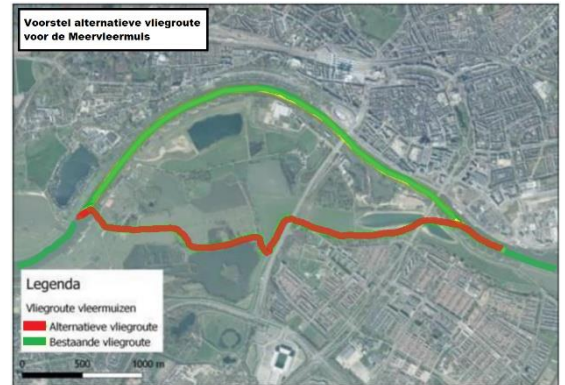 Voorstel alternatieve vliegroute
voor de Meervleermuis
Legenda
Vliegroute vleermuizen
Alternatieve vliegroute
Bestaande vliegroute
0 500 1000 m